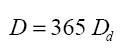 D = 365 D_d